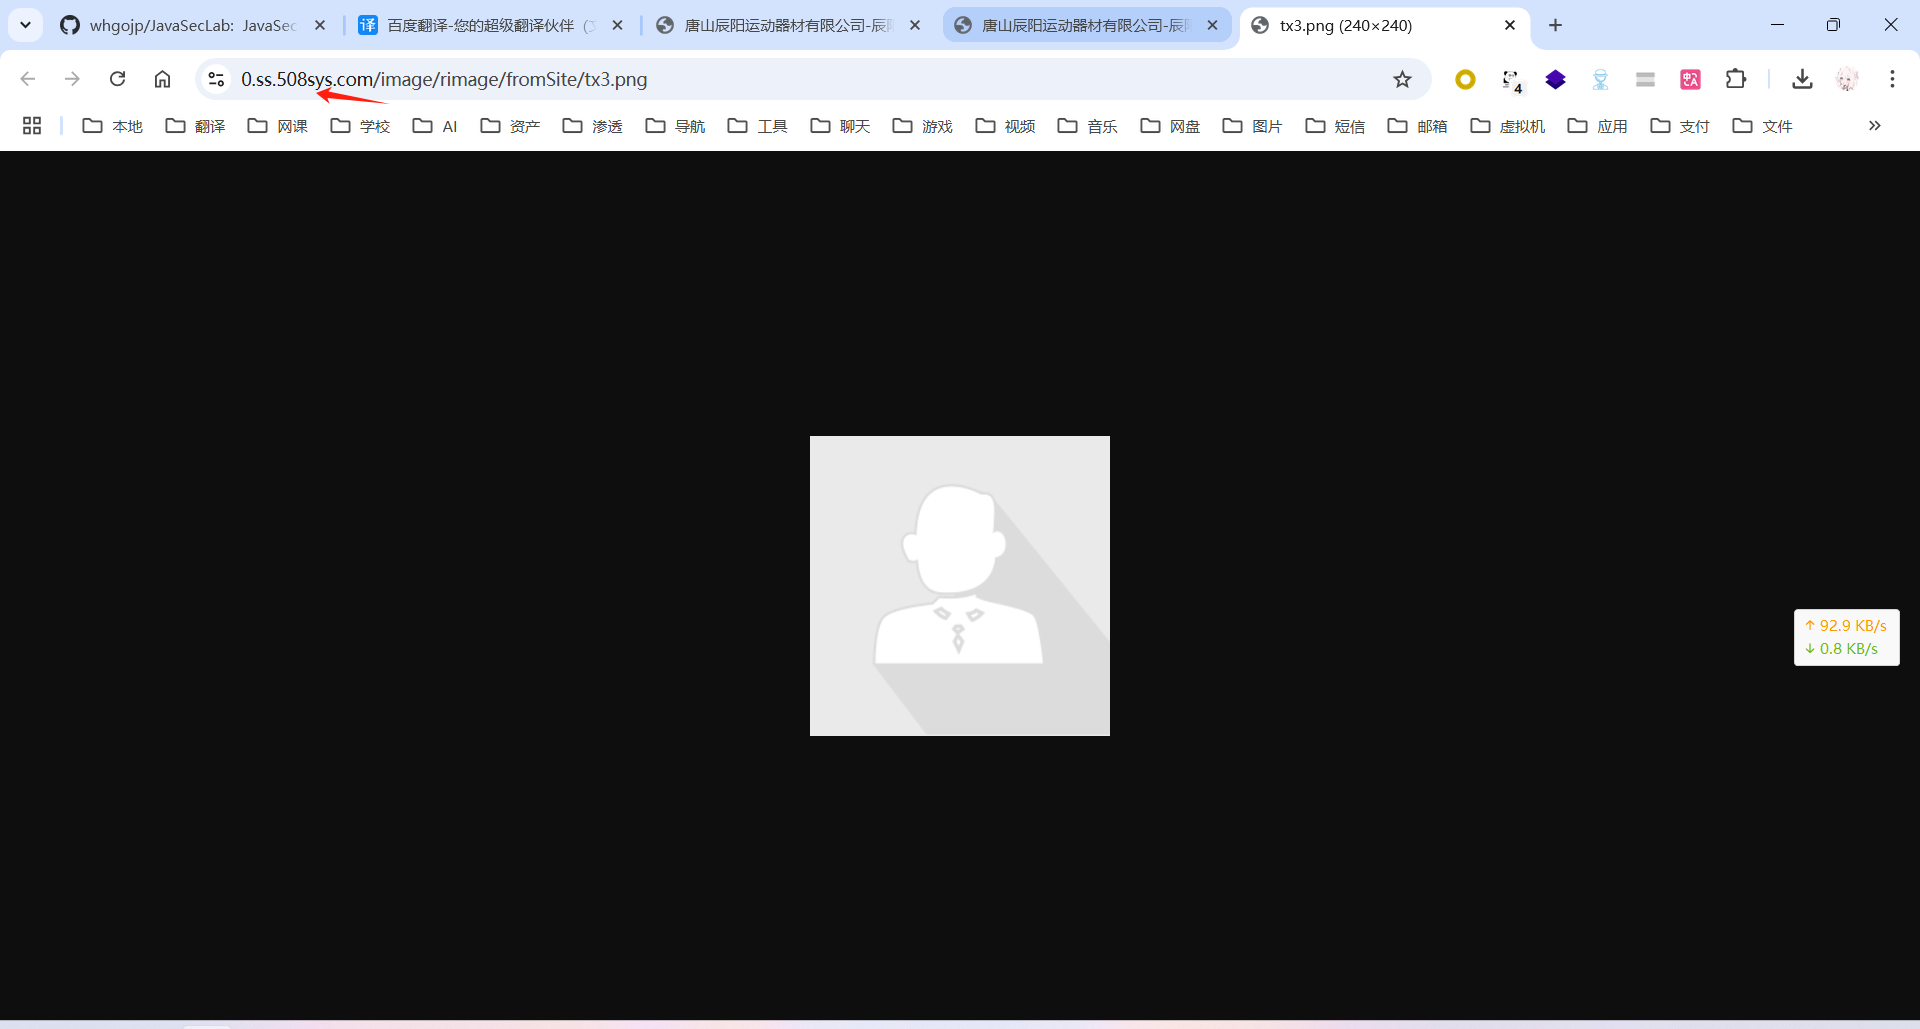 whgojp/JavaSecLab: JavaSec
百度翻译-您的超级翻译伙伴（文
唐山辰阳运动器材有限公司-辰阳
唐山辰阳运动器材有限公司-辰阳
tx3.png (240×240)
0.ss.508sys.com/image/rimage/fromSite/tx3.png
4
本地
翻译
网课
学校
AI
资产
渗透
导航
工具
聊天
游戏
视频
音乐
网盘
图片
短信
邮箱
虚拟机
应用
支付
文件
↑ 92.9 KB/s
↓ 0.8 KB/s